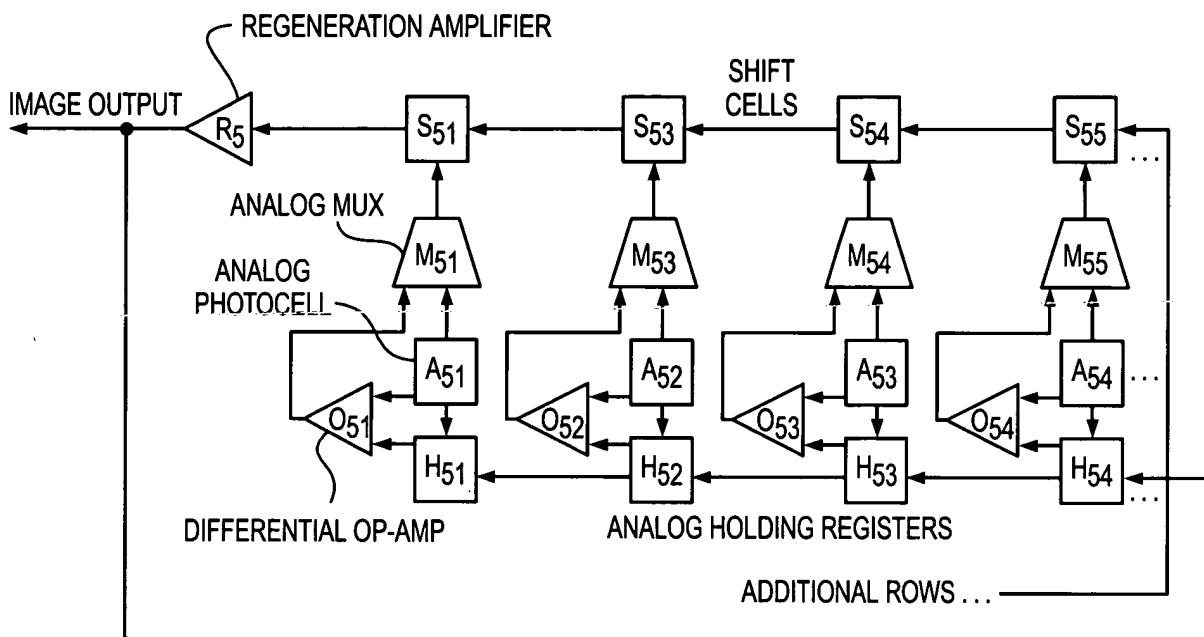 REGENERATION AMPLIFIER
IMAGE OUTPUT
R5
SHIFT
CELLS
S51
S53
S54
S55
...
ANALOG MUX
M51
M53
M54
M55
ANALOG
PHOTOCELL
A51
A52
A53
A54
...
O51
O52
O53
O54
H51
H52
H53
H54
...
DIFFERENTIAL OP-AMP
ANALOG HOLDING REGISTERS
ADDITIONAL ROWS ...